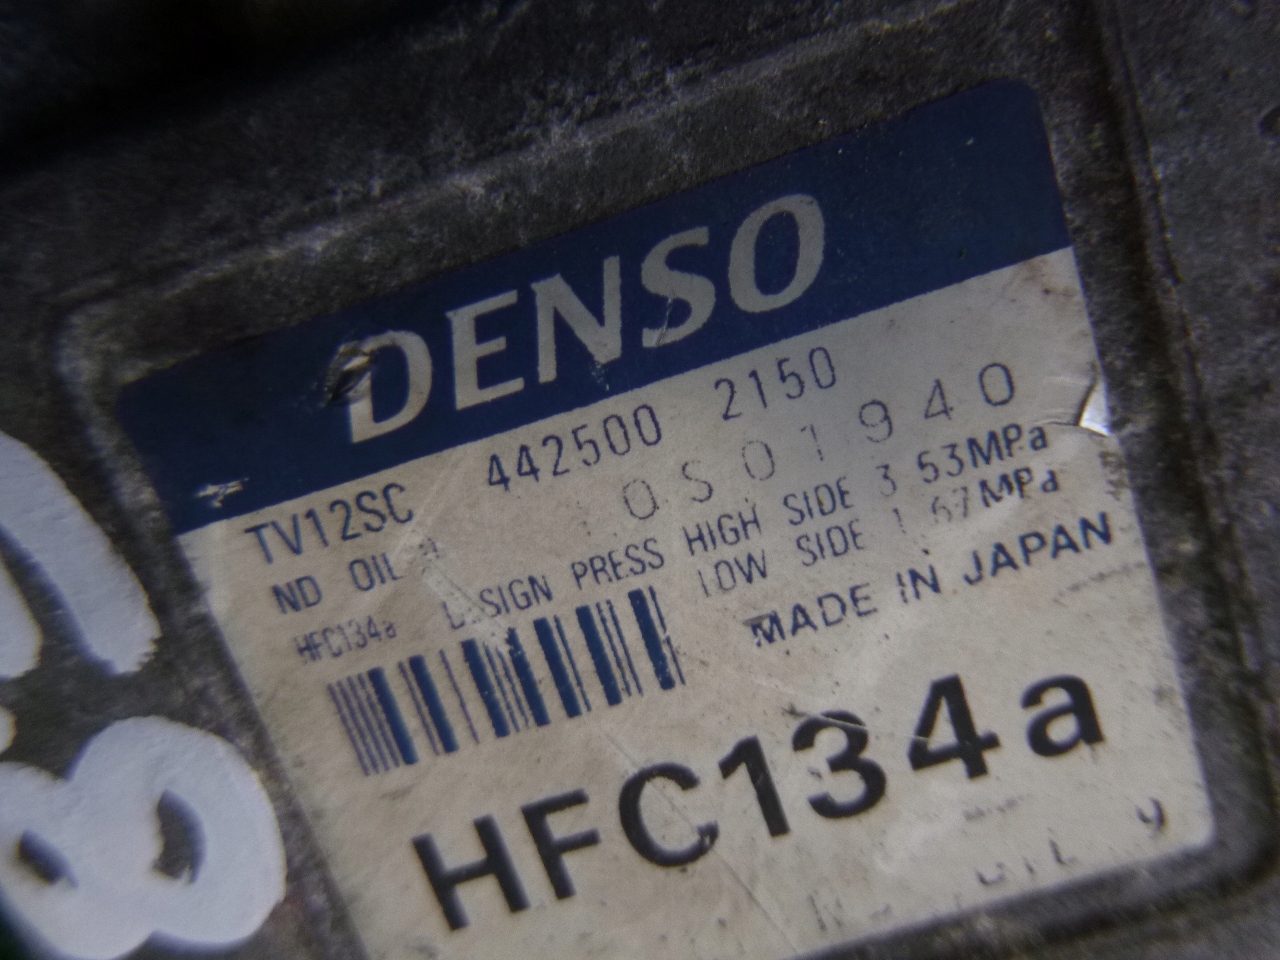 DENSO
TV12SC 442500 2150
0S01940
ND OIL
HFC134a PRESS HIGH SIDE 3 53MPa
LOW SIDE 1 67MPa
MADE IN JAPAN
HFC134a